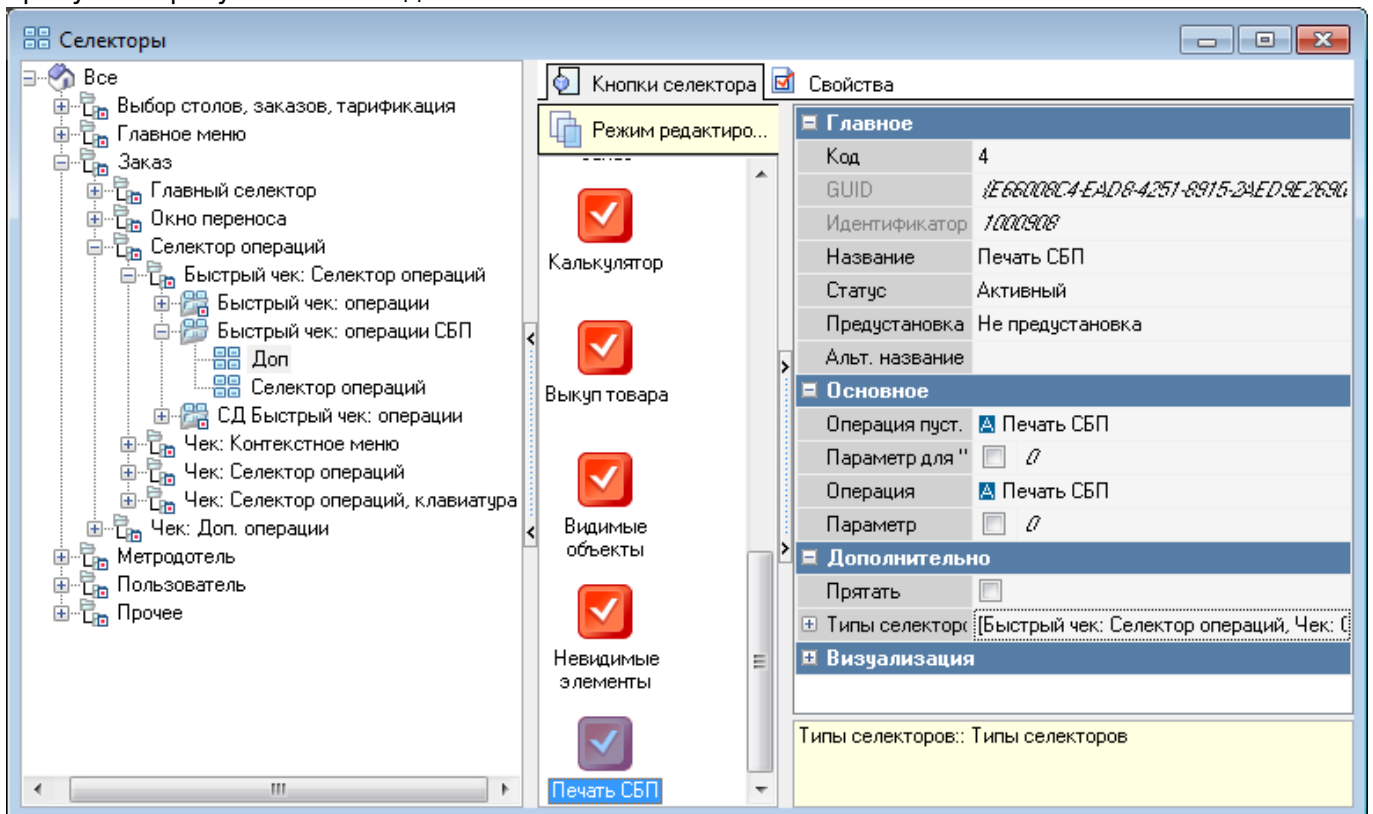 Селекторы
Все
Выбор столов, заказов, тарификация
Главное меню
Заказ
Главный селектор
Окно переноса
Селектор операций
Быстрый чек: Селектор операций
Быстрый чек: операции
Быстрый чек: операции СБП
Доп
Селектор операций
СД Быстрый чек: операции
Чек: Контекстное меню
Чек: Селектор операций
Чек: Селектор операций, клавиатура
Чек: Доп. операции
Метродотель
Пользователь
Прочее
Кнопки селектора
Свойства
Режим редактиро...
Калькулятор
Выкуп товара
Видимые
объекты
Невидимые
элементы
Печать СБП
Главное
Код 4
GUID
Идентификатор 1000908
Название Печать СБП
Статус Активный
Предустановка Не предустановка
Альт. название
Основное
Операция пуст. Печать СБП
Параметр для " 0
Операция Печать СБП
Параметр 0
Дополнительно
Прятать
Типы селекторо [Быстрый чек: Селектор операций, Чек: С
Визуализация
Типы селекторов:: Типы селекторов